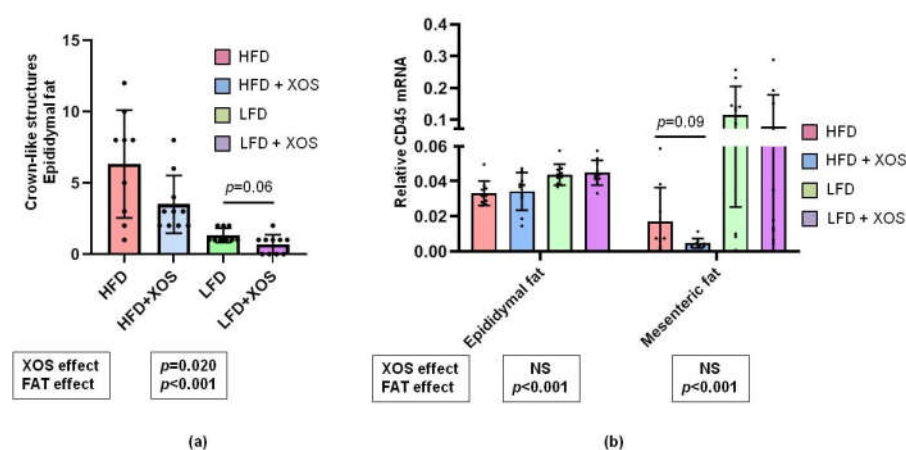 15
10
5
0
Crown-like structures
Epididymal fat
HFD
HFD + XOS
LFD
LFD + XOS
p=0.06
HFD
HFD+XOS
LFD
LFD+XOS
XOS effect p=0.020
FAT effect p<0.001
(a)
0.4
0.3
0.2
0.1
0.06
0.04
0.02
0.00
Relative CD45 mRNA
p=0.09
HFD
HFD + XOS
LFD
LFD + XOS
Epididymal fat
Mesenteric fat
XOS effect NS NS
FAT effect p<0.001 p<0.001
(b)